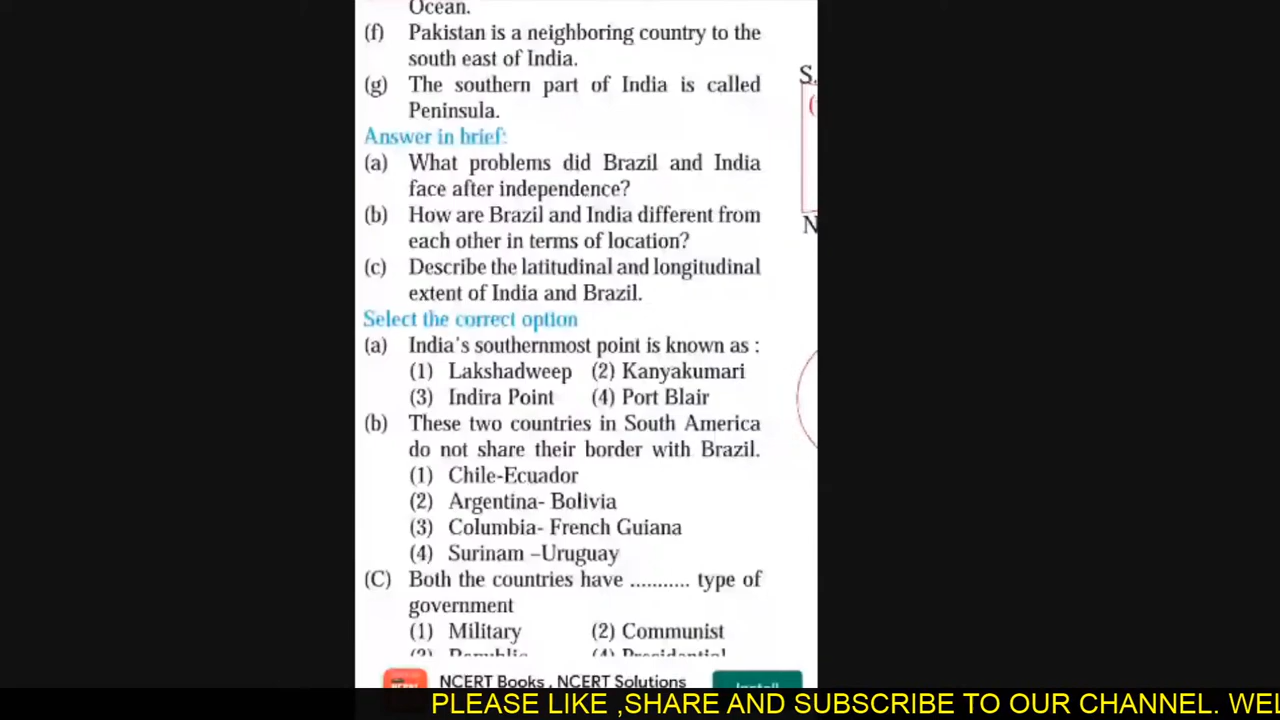 Ocean.
(f) Pakistan is a neighboring country to the
south east of India.
(g) The southern part of India is called
Peninsula.
Answer in brief:
(a) What problems did Brazil and India
face after independence?
(b) How are Brazil and India different from
each other in terms of location?
(c) Describe the latitudinal and longitudinal
extent of India and Brazil.
Select the correct option
(a) India's southernmost point is known as :
(1) Lakshadweep (2) Kanyakumari
(3) Indira Point (4) Port Blair
(b) These two countries in South America
do not share their border with Brazil.
(1) Chile-Ecuador
(2) Argentina- Bolivia
(3) Columbia- French Guiana
(4) Surinam –Uruguay
(C) Both the countries have .......... type of
government
(1) Military (2) Communist
(3) Republic (4) Presidential
S.
(
N
NCERT Books , NCERT Solutions
Install
PLEASE LIKE ,SHARE AND SUBSCRIBE TO OUR CHANNEL. WEL